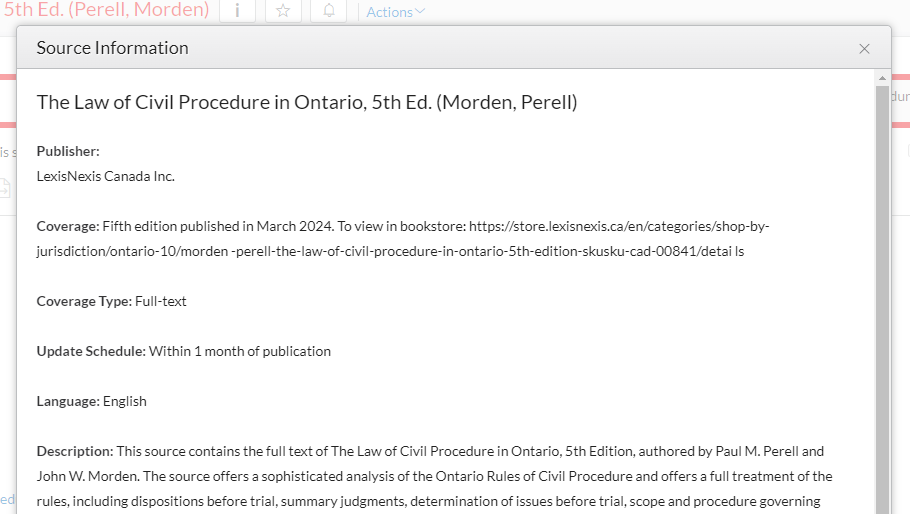 5th Ed. (Perell, Morden)
i
Actions
Source Information
The Law of Civil Procedure in Ontario, 5th Ed. (Morden, Perell)
Publisher:
LexisNexis Canada Inc.
Coverage: Fifth edition published in March 2024. To view in bookstore: https://store.lexisnexis.ca/en/categories/shop-by-
jurisdiction/ontario-10/morden -perell-the-law-of-civil-procedure-in-ontario-5th-edition-skusku-cad-00841/detai ls
Coverage Type: Full-text
Update Schedule: Within 1 month of publication
Language: English
Description: This source contains the full text of The Law of Civil Procedure in Ontario, 5th Edition, authored by Paul M. Perell and
John W. Morden. The source offers a sophisticated analysis of the Ontario Rules of Civil Procedure and offers a full treatment of the
rules, including dispositions before trial, summary judgments, determination of issues before trial, scope and procedure governing